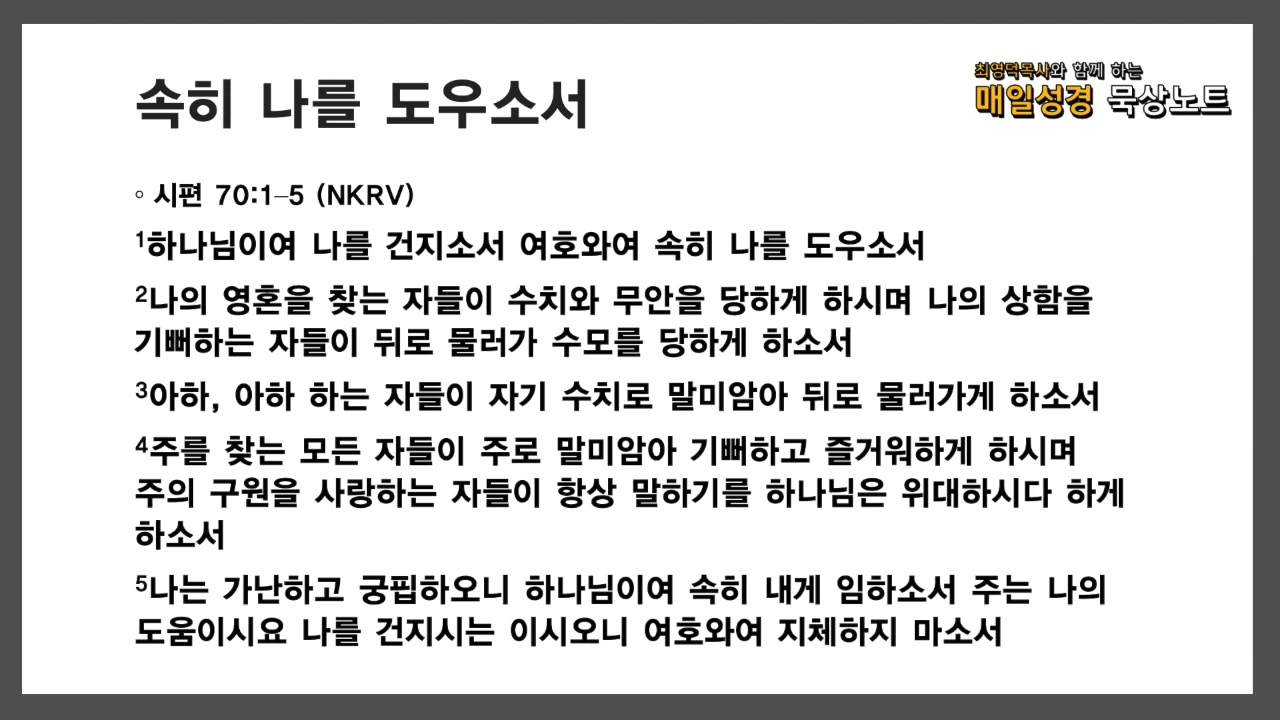 속히 나를 도우소서
최영덕목사와 함께 하는
매일성경 묵상노트
◦ 시편 70:1–5 (NKRV)
¹하나님이여 나를 건지소서 여호와여 속히 나를 도우소서
²나의 영혼을 찾는 자들이 수치와 무안을 당하게 하시며 나의 상함을
기뻐하는 자들이 뒤로 물러가 수모를 당하게 하소서
³아하, 아하 하는 자들이 자기 수치로 말미암아 뒤로 물러가게 하소서
⁴주를 찾는 모든 자들이 주로 말미암아 기뻐하고 즐거워하게 하시며
주의 구원을 사랑하는 자들이 항상 말하기를 하나님은 위대하시다 하게
하소서
⁵나는 가난하고 궁핍하오니 하나님이여 속히 내게 임하소서 주는 나의
도움이시요 나를 건지시는 이시오니 여호와여 지체하지 마소서